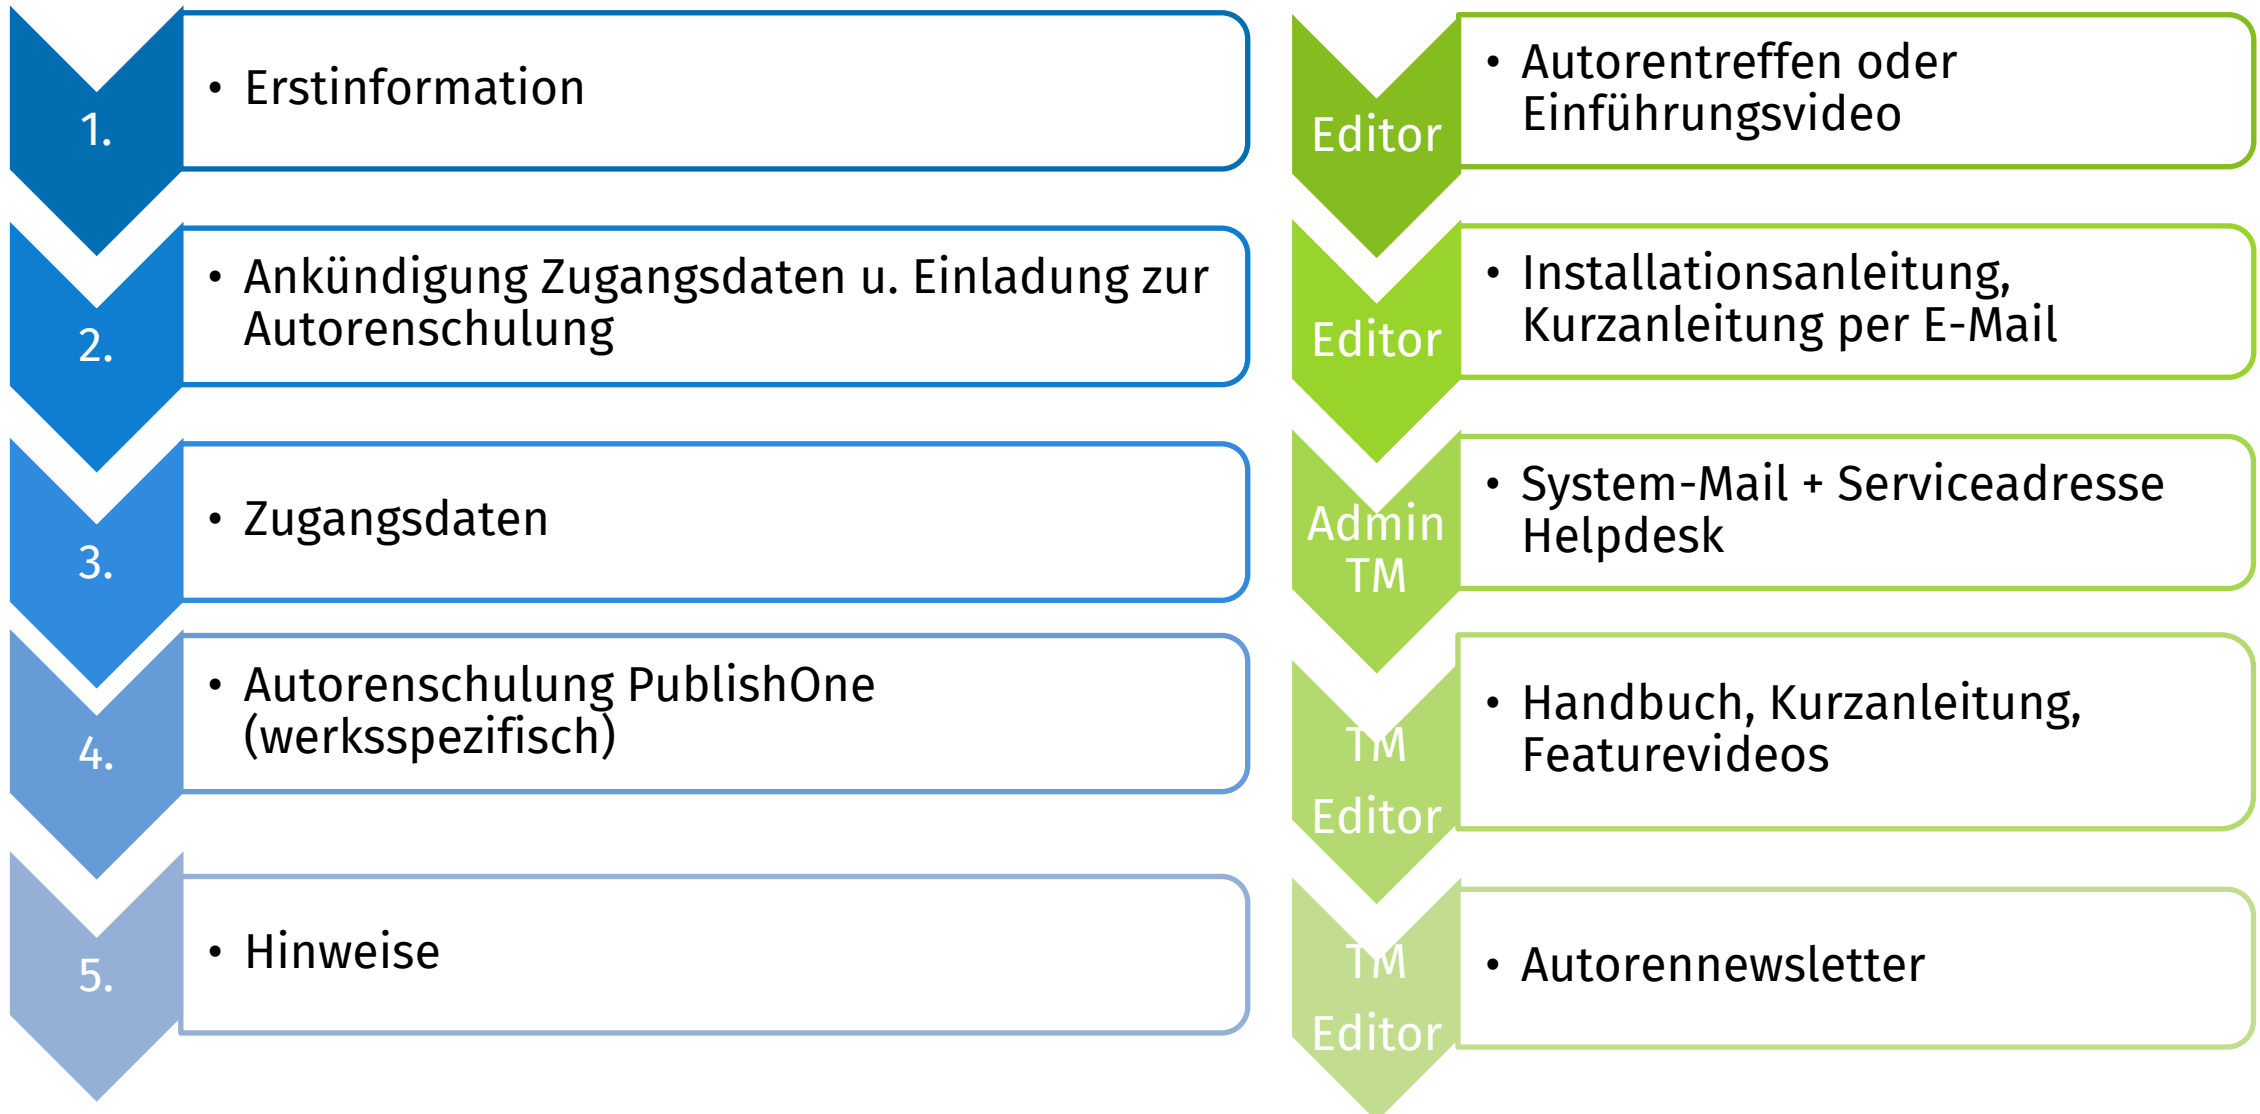 1.
• Erstinformation
Editor
• Autorentreffen oder
Einführungsvideo
2.
• Ankündigung Zugangsdaten u. Einladung zur
Autorenschulung
Editor
• Installationsanleitung,
Kurzanleitung per E-Mail
3.
• Zugangsdaten
Admin
TM
• System-Mail + Serviceadresse
Helpdesk
4.
• Autorenschulung PublishOne
(werksspezifisch)
TM
Editor
• Handbuch, Kurzanleitung,
Featurevideos
5.
• Hinweise
TM
Editor
• Autorennewsletter